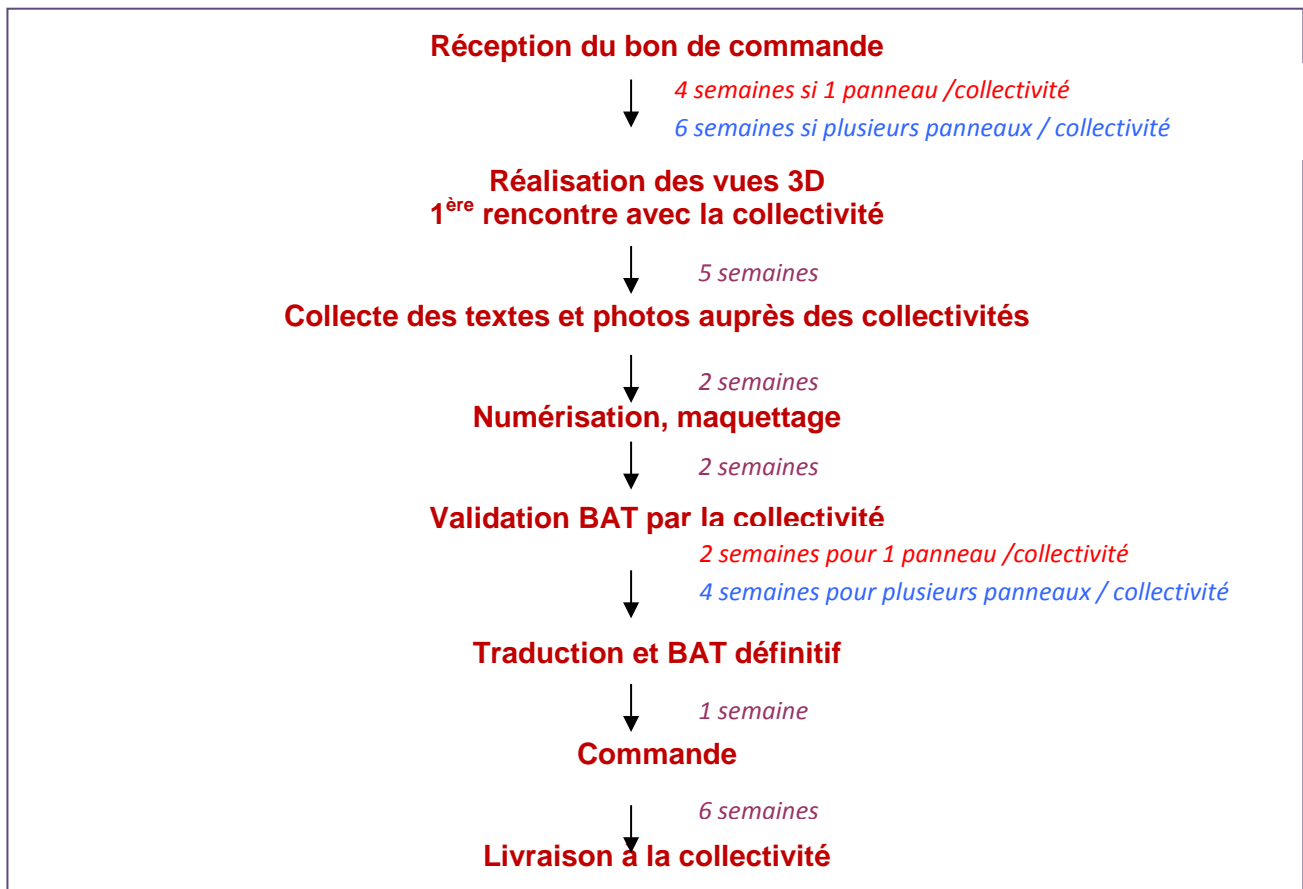 Réception du bon de commande
4 semaines si 1 panneau /collectivité
6 semaines si plusieurs panneaux / collectivité
Réalisation des vues 3D
1ère rencontre avec la collectivité
5 semaines
Collecte des textes et photos auprès des collectivités
2 semaines
Numérisation, maquettage
2 semaines
Validation BAT par la collectivité
2 semaines pour 1 panneau /collectivité
4 semaines pour plusieurs panneaux / collectivité
Traduction et BAT définitif
1 semaine
Commande
6 semaines
Livraison à la collectivité